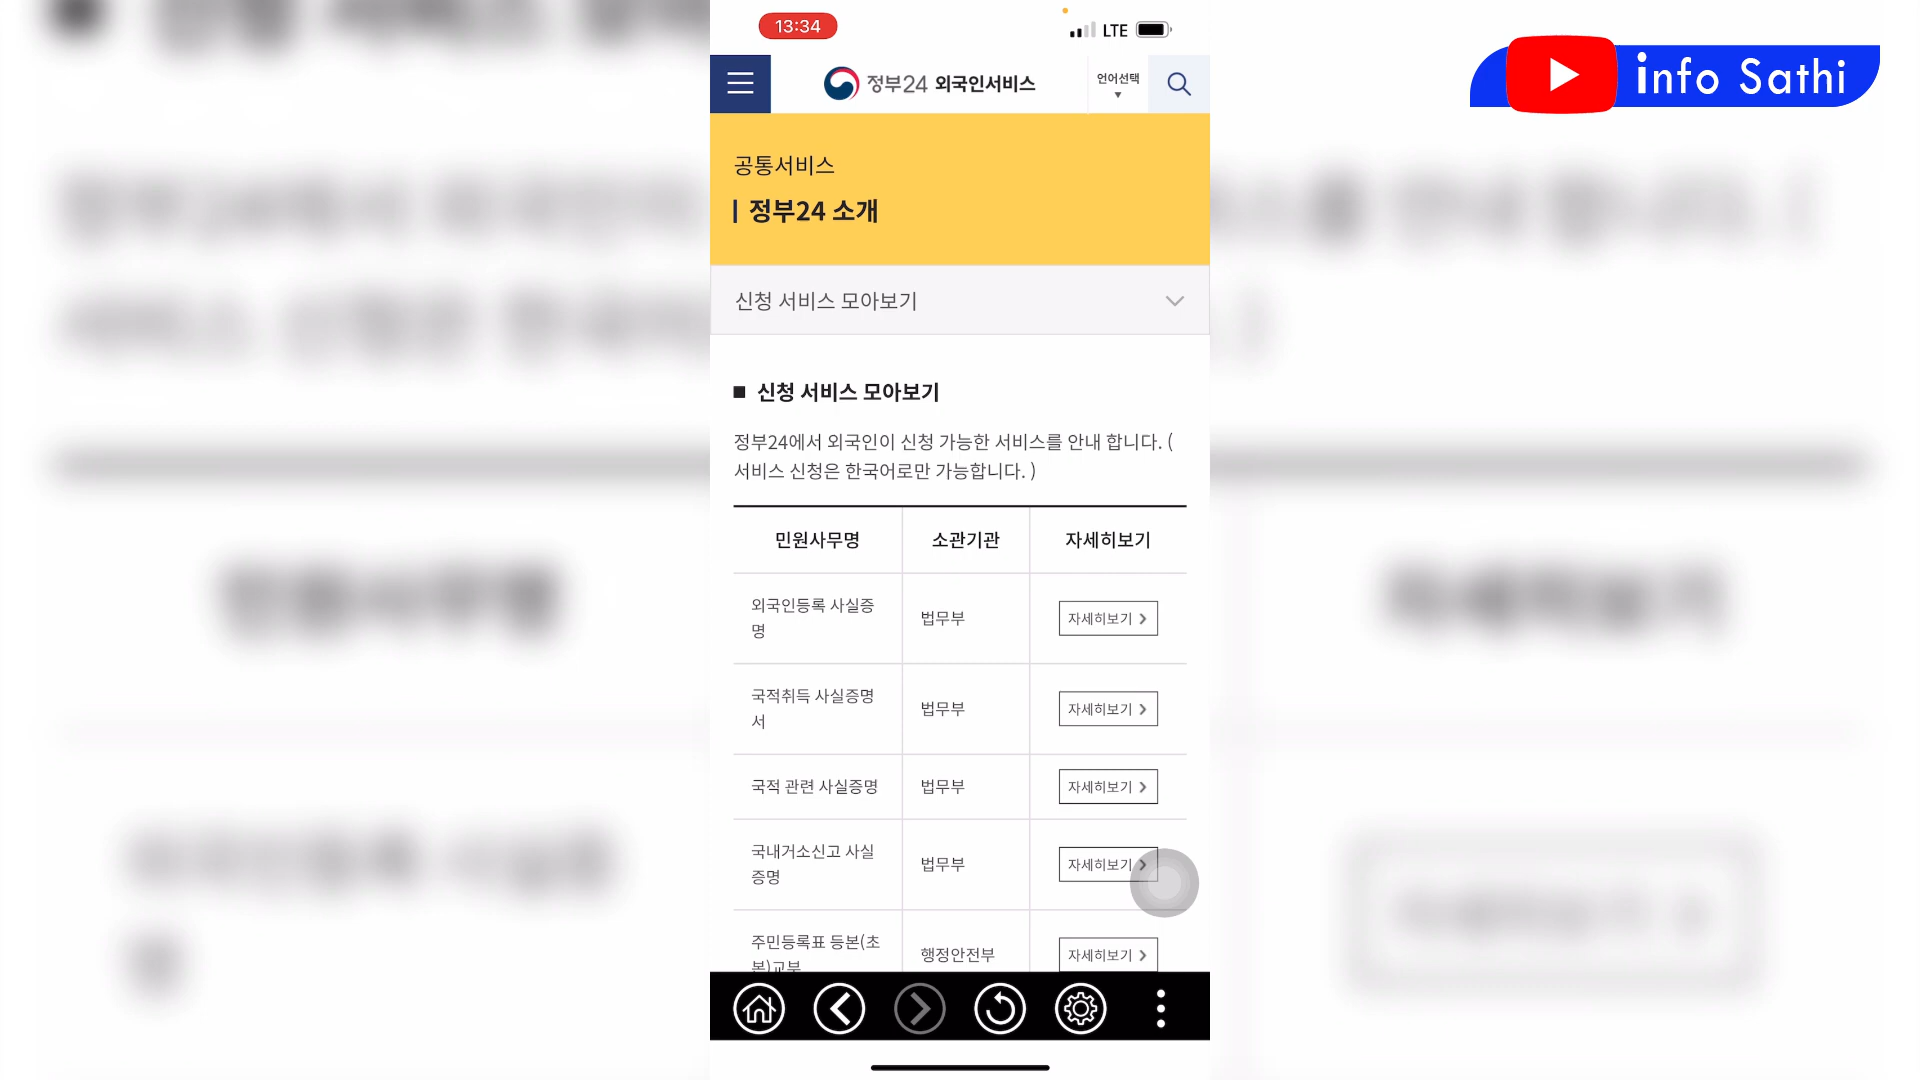 13:34
LTE
info Sathi
정부24 외국인서비스
언어선택
▼
공통서비스
정부24 소개
신청 서비스 모아보기
■ 신청 서비스 모아보기
정부24에서 외국인이 신청 가능한 서비스를 안내 합니다. (
서비스 신청은 한국어로만 가능합니다. )
민원사무명 소관기관 자세히보기
외국인등록 사실증
명
법무부
자세히보기
국적취득 사실증명
서
법무부
자세히보기
국적 관련 사실증명 법무부 자세히보기
국내거소신고 사실
증명
법무부
자세히보기
주민등록표 등본(초
본)교부
행정안전부
자세히보기